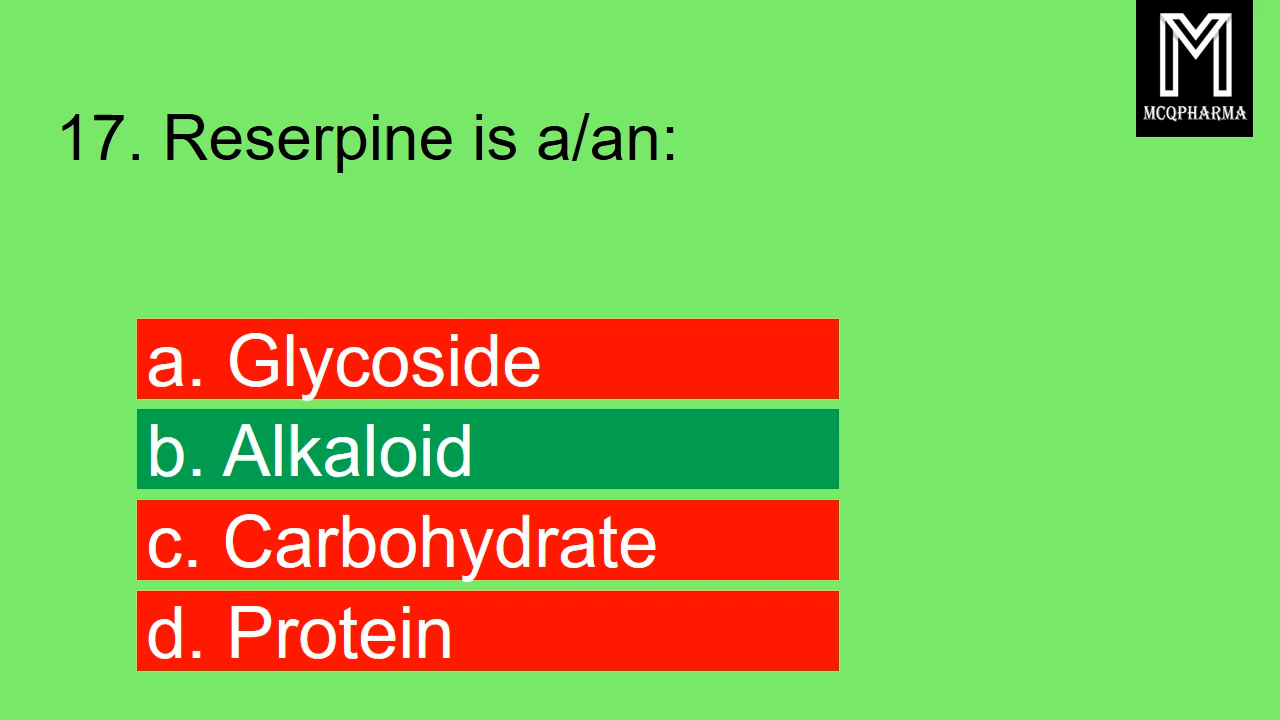 M
MCQPHARMA
17. Reserpine is a/an:
a. Glycoside
b. Alkaloid
c. Carbohydrate
d. Protein